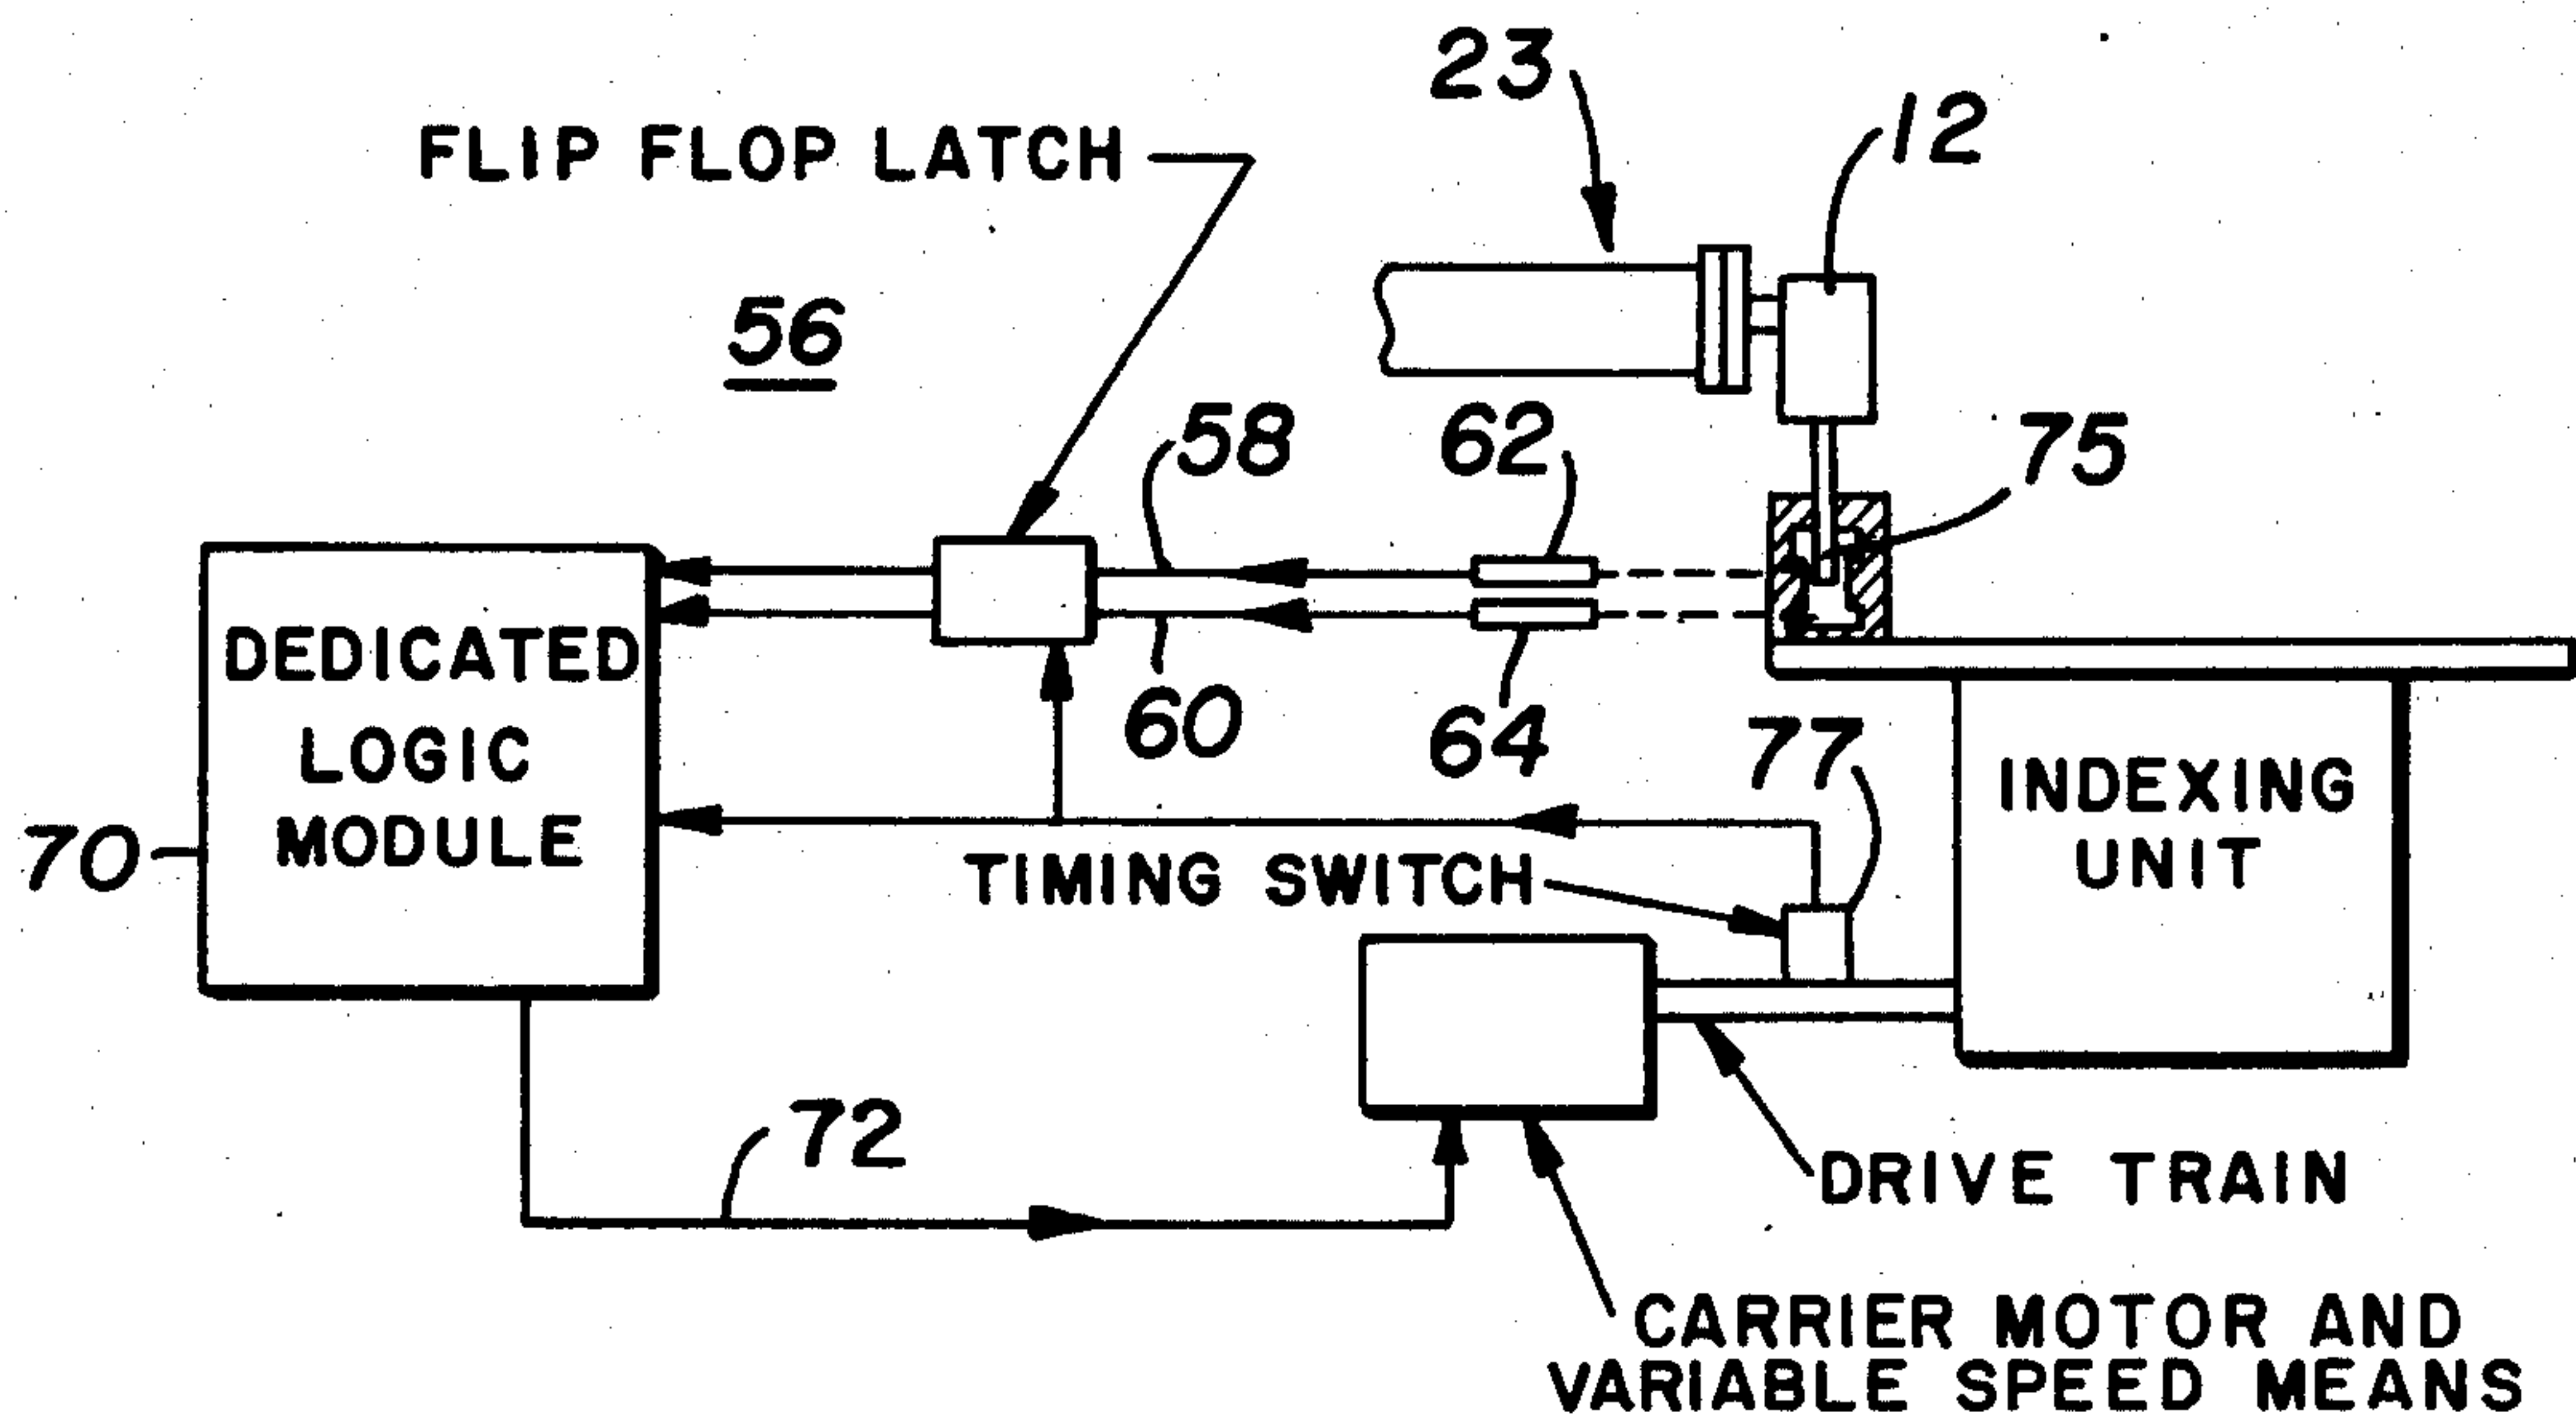 23
12
FLIP FLOP LATCH
56
58
62
75
DEDICATED
LOGIC
MODULE
60
64
77
INDEXING
UNIT
70
TIMING SWITCH
72
DRIVE TRAIN
CARRIER MOTOR AND
VARIABLE SPEED MEANS